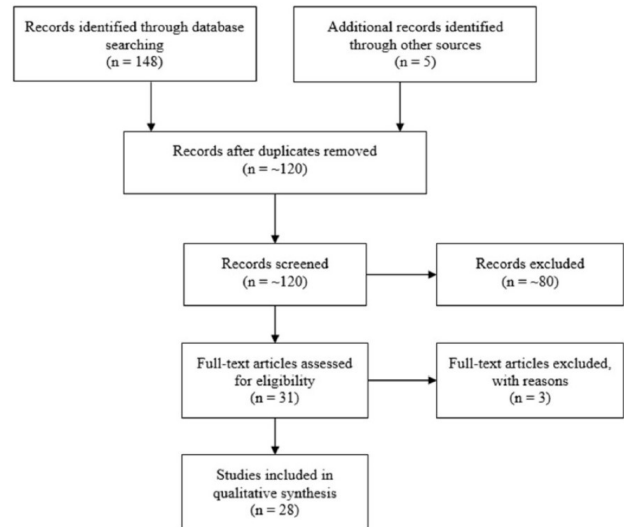 Records identified through database
searching
(n = 148)
Additional records identified
through other sources
(n = 5)
Records after duplicates removed
(n = ~120)
Records screened
(n = ~120)
Records excluded
(n = ~80)
Full-text articles assessed
for eligibility
(n = 31)
Full-text articles excluded,
with reasons
(n = 3)
Studies included in
qualitative synthesis
(n = 28)